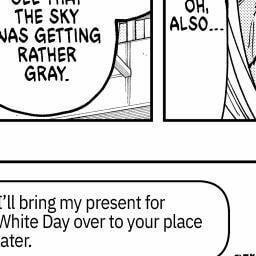 THE SKY
WAS GETTING
RATHER
GRAY.
OH,
ALSO...
I'll bring my present for
White Day over to your place
later.